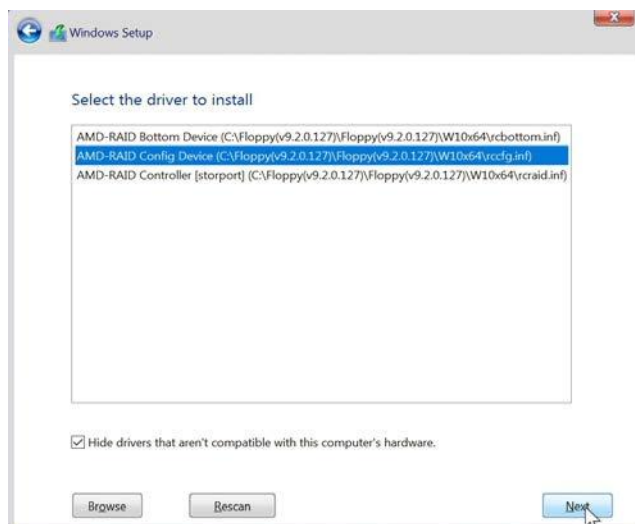 Windows Setup
Select the driver to install
AMD-RAID Bottom Device (C:\Floppy(v9.2.0.127)\Floppy(v9.2.0.127)\W10x64\rcbottom.inf)
AMD-RAID Config Device (C:\Floppy(v9.2.0.127)\Floppy(v9.2.0.127)\W10x64\rccfg.inf)
AMD-RAID Controller [storport] (C:\Floppy(v9.2.0.127)\Floppy(v9.2.0.127)\W10x64\rcraid.inf)
Hide drivers that aren't compatible with this computer's hardware.
Browse Rescan Next